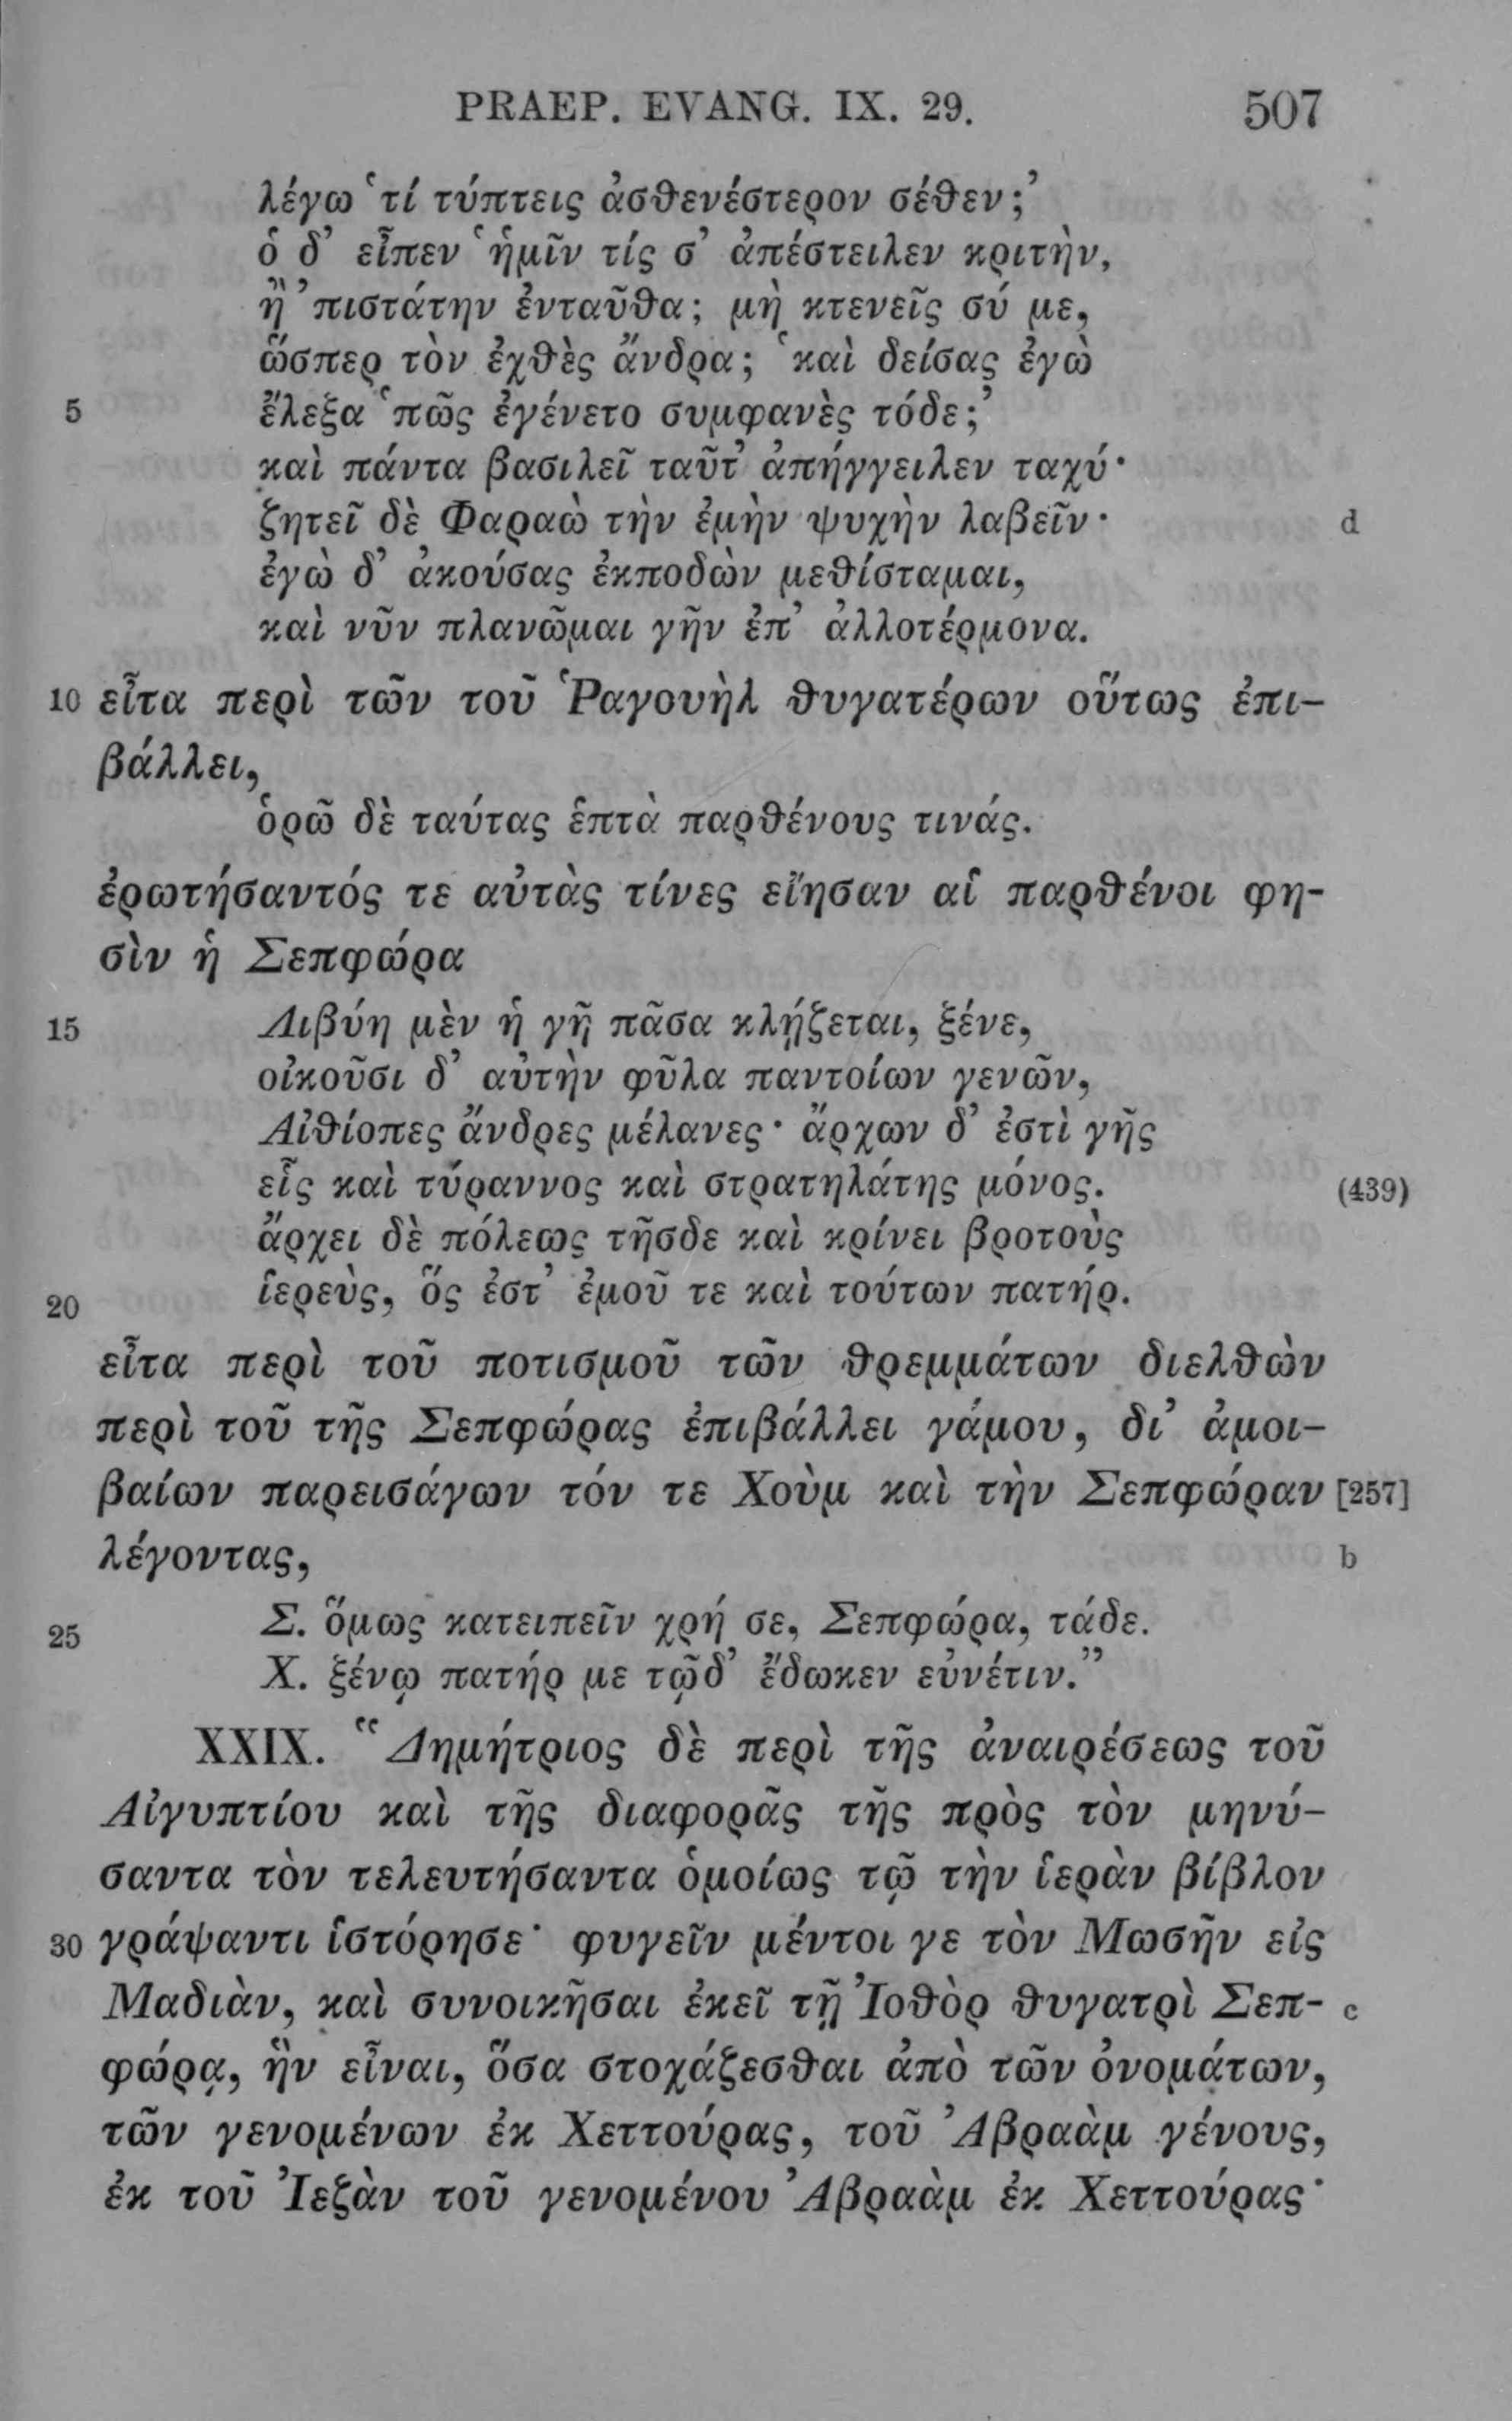 PRAEP. EVANG. IX. 29. 507
λέγω ‛τί τύπτεις ἀσθενέστερον σέθεν;’
ὁ δ’ εἶπεν ‛ἡμῖν τίς σ’ ἀπέστειλεν κριτὴν,
ἢ ’πιστάτην ἐνταῦθα; μὴ κτενεῖς σύ με,
ὥσπερ τὸν ἐχθὲς ἄνδρα; ‛καὶ δείσας ἐγὼ
5 ἔλεξα ‛πῶς ἐγένετο συμφανὲς τόδε;’
καὶ πάντα βασιλεῖ ταῦτ’ ἀπήγγειλεν ταχύ·
ζητεῖ δὲ Φαραὼ τὴν ἐμὴν ψυχὴν λαβεῖν· d
ἐγὼ δ’ ἀκούσας ἐκποδὼν μεθίσταμαι,
καὶ νῦν πλανῶμαι γῆν ἐπ’ ἀλλοτέρμονα.
10 εἶτα περὶ τῶν τοῦ Ῥαγουὴλ θυγατέρων οὕτως ἐπι-
βάλλει,
ὁρῶ δὲ ταύτας ἑπτὰ παρθένους τινάς.
ἐρωτήσαντός τε αὐτὰς τίνες εἴησαν αἱ παρθένοι φη-
σὶν ἡ Σεπφώρα
15 Λιβύη μὲν ἡ γῆ πᾶσα κλῄζεται, ξένε,
οἰκοῦσι δ’ αὐτὴν φῦλα παντοίων γενῶν,
Αἰθίοπες ἄνδρες μέλανες· ἄρχων δ’ ἐστὶ γῆς
εἷς καὶ τύραννος καὶ στρατηλάτης μόνος. (439)
ἄρχει δὲ πόλεως τῆσδε καὶ κρίνει βροτοὺς
20 ἱερεὺς, ὅς ἐστ’ ἐμοῦ τε καὶ τούτων πατήρ.
εἶτα περὶ τοῦ ποτισμοῦ τῶν θρεμμάτων διελθὼν
περὶ τοῦ τῆς Σεπφώρας ἐπιβάλλει γάμου, δι’ ἀμοι-
βαίων παρεισάγων τόν τε Χοὺμ καὶ τὴν Σεπφώραν [257]
λέγοντας, b
25 Σ. ὅμως κατειπεῖν χρή σε, Σεπφώρα, τάδε.
Χ. ξένῳ πατήρ με τῷδ’ ἔδωκεν εὐνέτιν.”
XXIX. “Δημήτριος δὲ περὶ τῆς ἀναιρέσεως τοῦ
Αἰγυπτίου καὶ τῆς διαφορᾶς τῆς πρὸς τὸν μηνύ-
σαντα τὸν τελευτήσαντα ὁμοίως τῷ τὴν ἱερὰν βίβλον
30 γράψαντι ἱστόρησε· φυγεῖν μέντοι γε τὸν Μωσῆν εἰς
Μαδιὰν, καὶ συνοικῆσαι ἐκεῖ τῇ Ἰοθὸρ θυγατρὶ Σεπ- c
φώρᾳ, ἣν εἶναι, ὅσα στοχάζεσθαι ἀπὸ τῶν ὀνομάτων,
τῶν γενομένων ἐκ Χεττούρας, τοῦ Ἀβραὰμ γένους,
ἐκ τοῦ Ἰεξὰν τοῦ γενομένου Ἀβραὰμ ἐκ Χεττούρας·